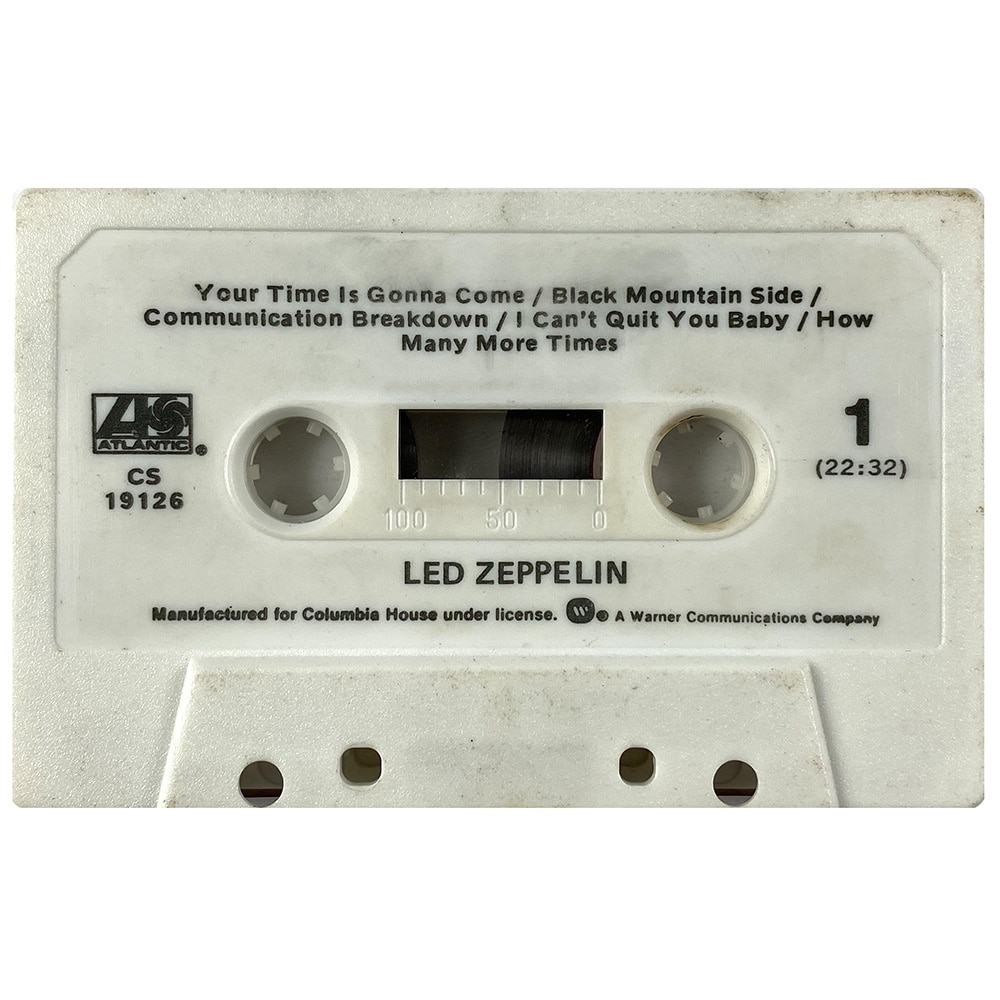 Your Time Is Gonna Come / Black Mountain Side /
Communication Breakdown / I Can't Quit You Baby / How
Many More Times
ATLANTIC ®
CS
19126
1
(22:32)
100 50 0
LED ZEPPELIN
Manufactured for Columbia House under license. W ® A Warner Communications Company